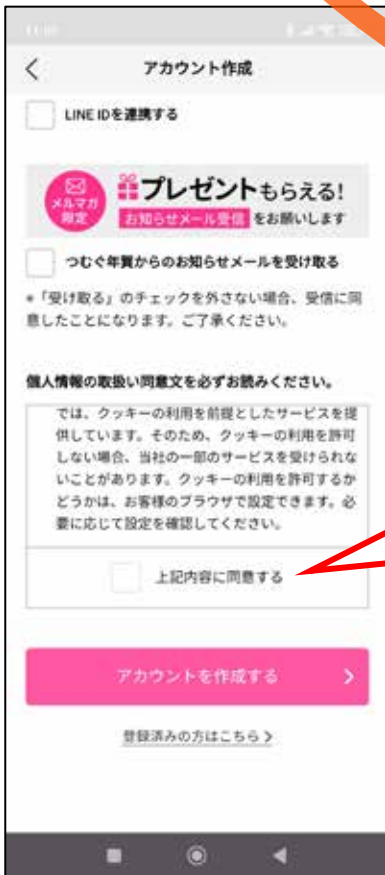 アカウント作成
LINE IDを連携する
メルマガ
限定
プレゼントもらえる!
お知らせメール受信 をお願いします
つむぐ年賀からのお知らせメールを受け取る
*「受け取る」のチェックを外さない場合、受信に同
意したことになります。ご了承ください。
個人情報の取扱い同意文を必ずお読みください。
では、クッキーの利用を前提としたサービスを提
供しています。そのため、クッキーの利用を許可
しない場合、当社の一部のサービスを受けられな
いことがあります。クッキーの利用を許可するか
どうかは、お客様のブラウザで設定できます。必
要に応じて設定を確認してください。
上記内容に同意する
アカウントを作成する
登録済みの方はこちら